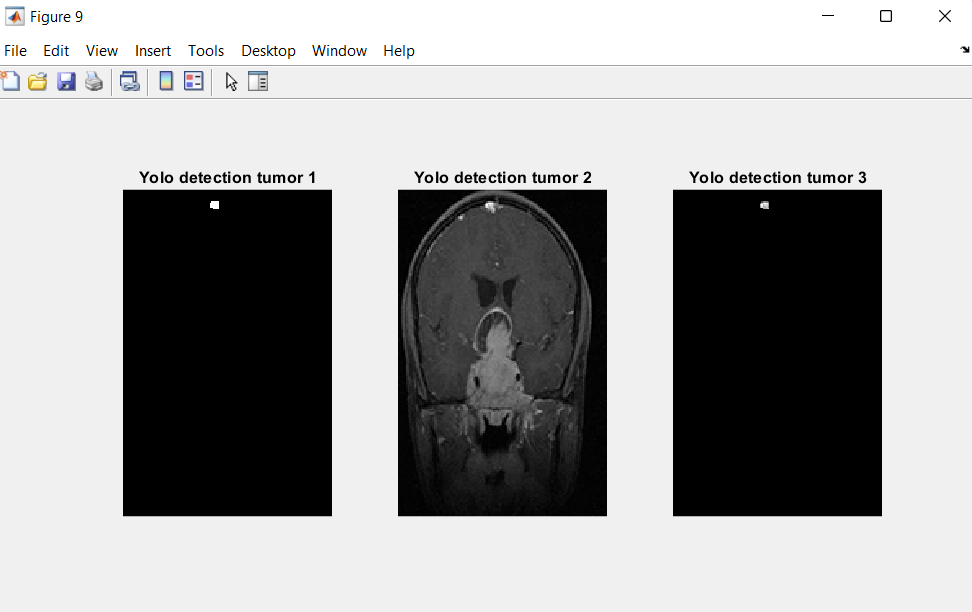 Figure 9
File Edit View Insert Tools Desktop Window Help
Yolo detection tumor 1 Yolo detection tumor 2 Yolo detection tumor 3